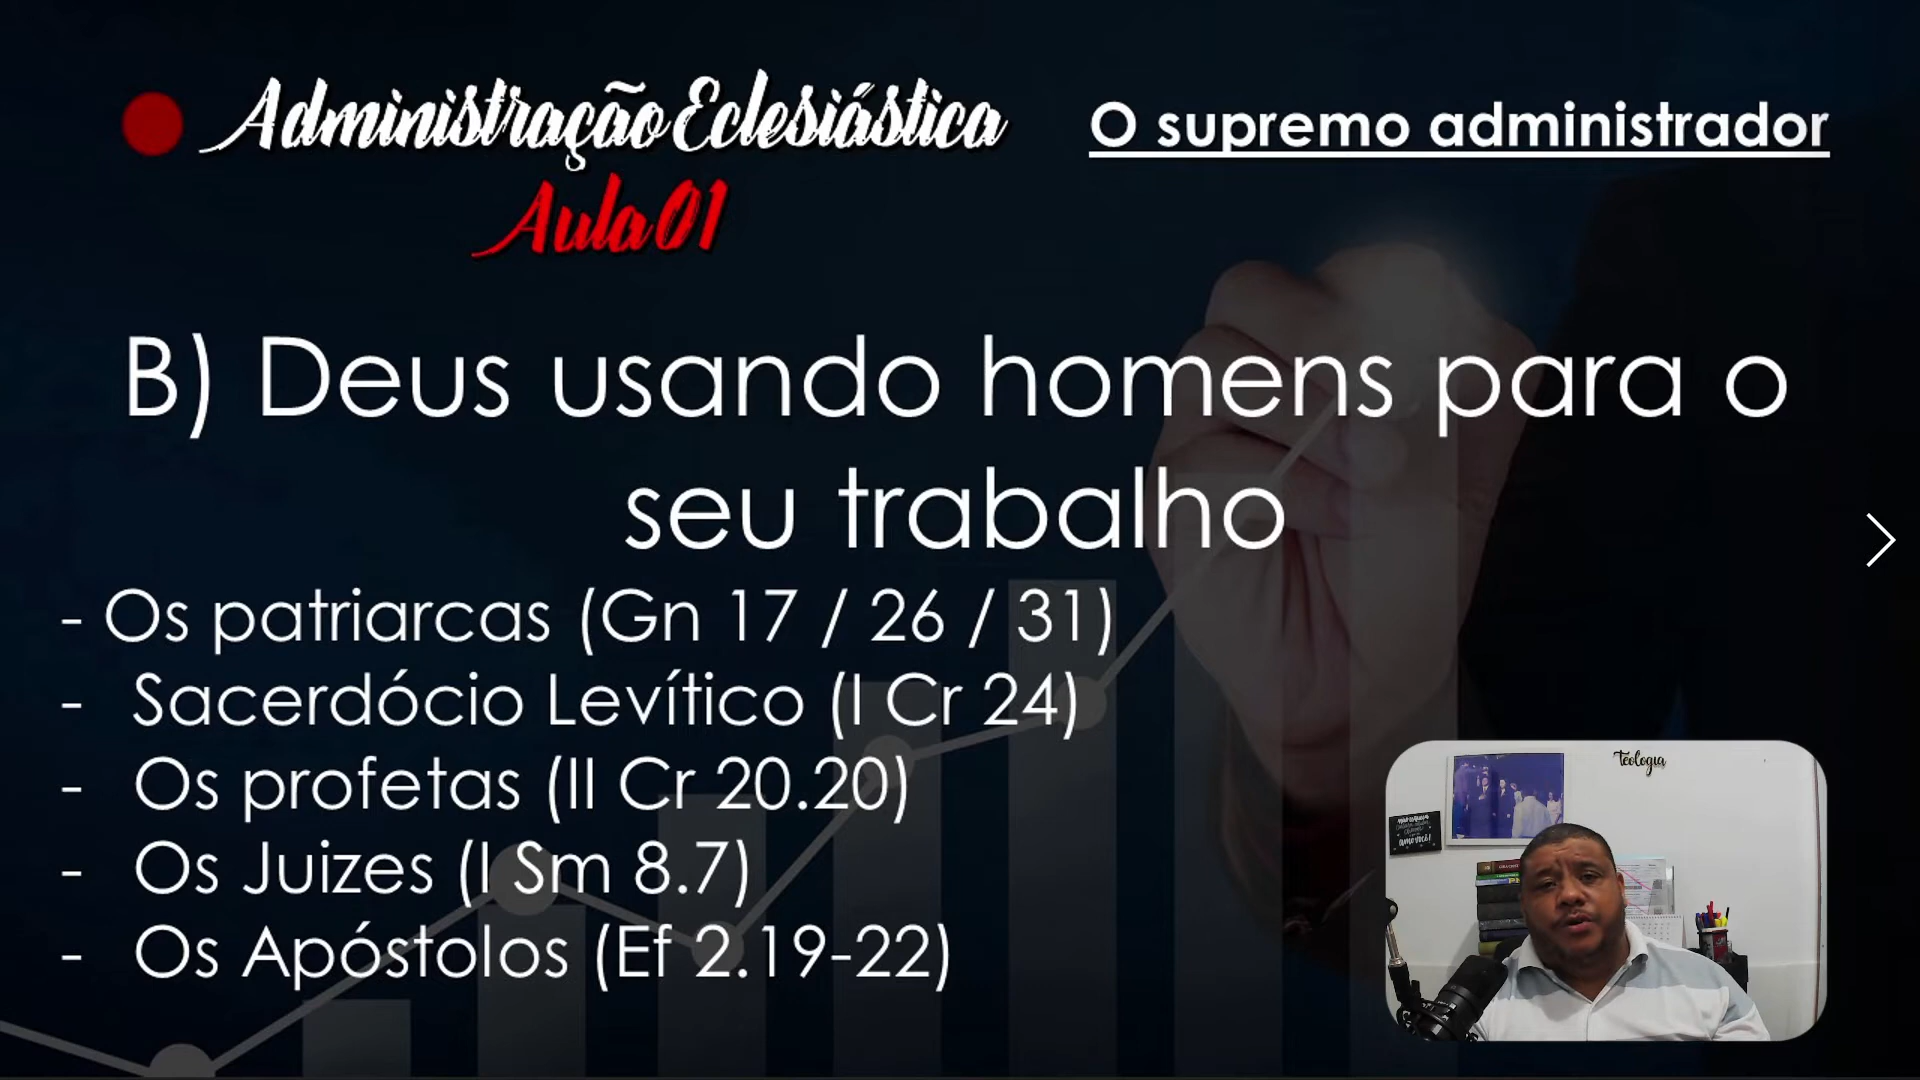 Administração Eclesiástica
Aula 01
O supremo administrador
B) Deus usando homens para o
seu trabalho
- Os patriarcas (Gn 17 / 26 / 31)
- Sacerdócio Levítico (I Cr 24)
- Os profetas (II Cr 20.20)
- Os Juizes (I Sm 8.7)
- Os Apóstolos (Ef 2.19-22)
Teologia